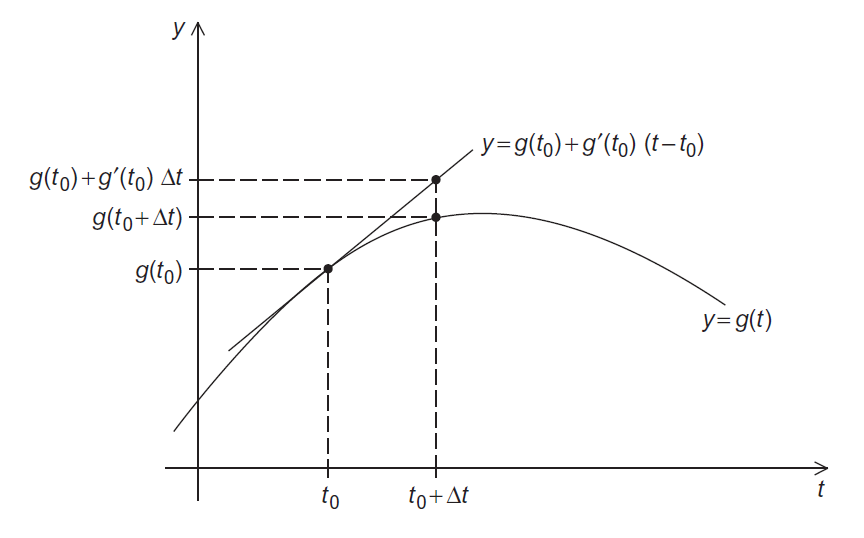 y
y=g(t₀)+g′(t₀) (t−t₀)
g(t₀)+g′(t₀) Δt
g(t₀+Δt)
g(t₀)
y=g(t)
t₀
t₀+Δt
t